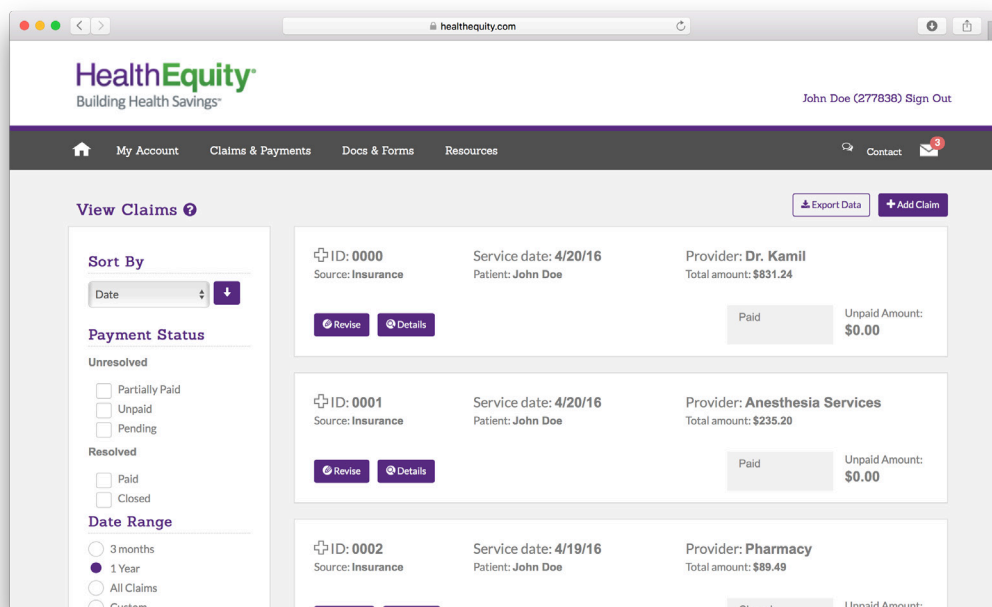 healthequity.com
HealthEquity
Building Health Savings
John Doe (277838) Sign Out
My Account Claims & Payments Docs & Forms Resources Contact 3
View Claims ?
Export Data
+ Add Claim
Sort By
Date
Payment Status
Unresolved
Partially Paid
Unpaid
Pending
Resolved
Paid
Closed
Date Range
3 months
1 Year
All Claims
Custom
ID: 0000 Service date: 4/20/16 Provider: Dr. Kamil
Source: Insurance Patient: John Doe Total amount: $831.24
Revise Details Paid Unpaid Amount:
$0.00
ID: 0001 Service date: 4/20/16 Provider: Anesthesia Services
Source: Insurance Patient: John Doe Total amount: $235.20
Revise Details Paid Unpaid Amount:
$0.00
ID: 0002 Service date: 4/19/16 Provider: Pharmacy
Source: Insurance Patient: John Doe Total amount: $89.49
Unpaid Amount: